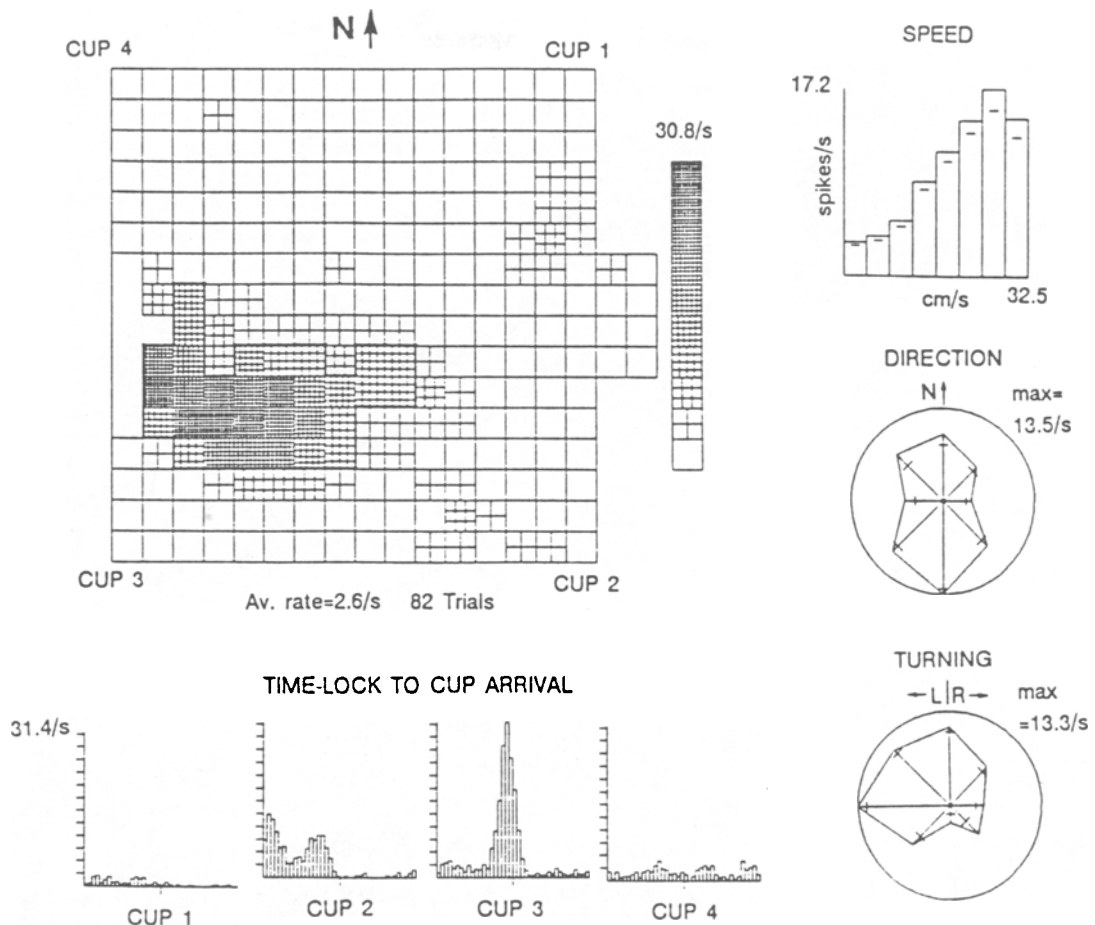 N
CUP 4
CUP 1
30.8/s
CUP 3
CUP 2
Av. rate=2.6/s 82 Trials
SPEED
17.2
spikes/s
cm/s 32.5
DIRECTION
N
max=
13.5/s
TURNING
L|R
max
=13.3/s
TIME-LOCK TO CUP ARRIVAL
31.4/s
CUP 1
CUP 2
CUP 3
CUP 4